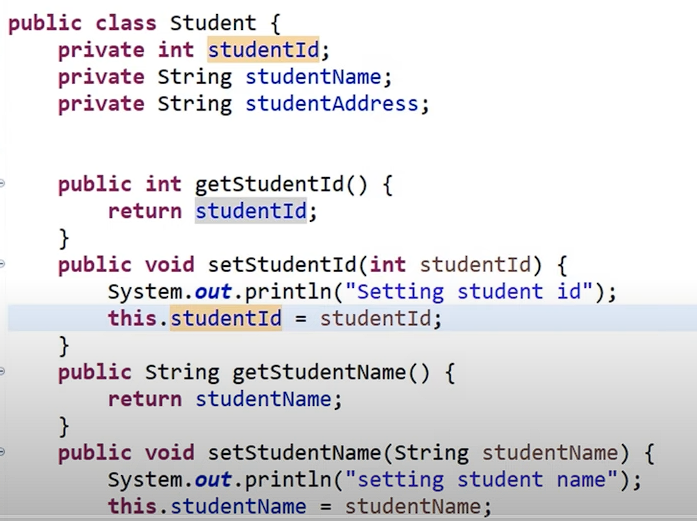 public class Student {
private int studentId;
private String studentName;
private String studentAddress;
public int getStudentId() {
return studentId;
}
public void setStudentId(int studentId) {
System.out.println("Setting student id");
this.studentId = studentId;
}
public String getStudentName() {
return studentName;
}
public void setStudentName(String studentName) {
System.out.println("setting student name");
this.studentName = studentName;